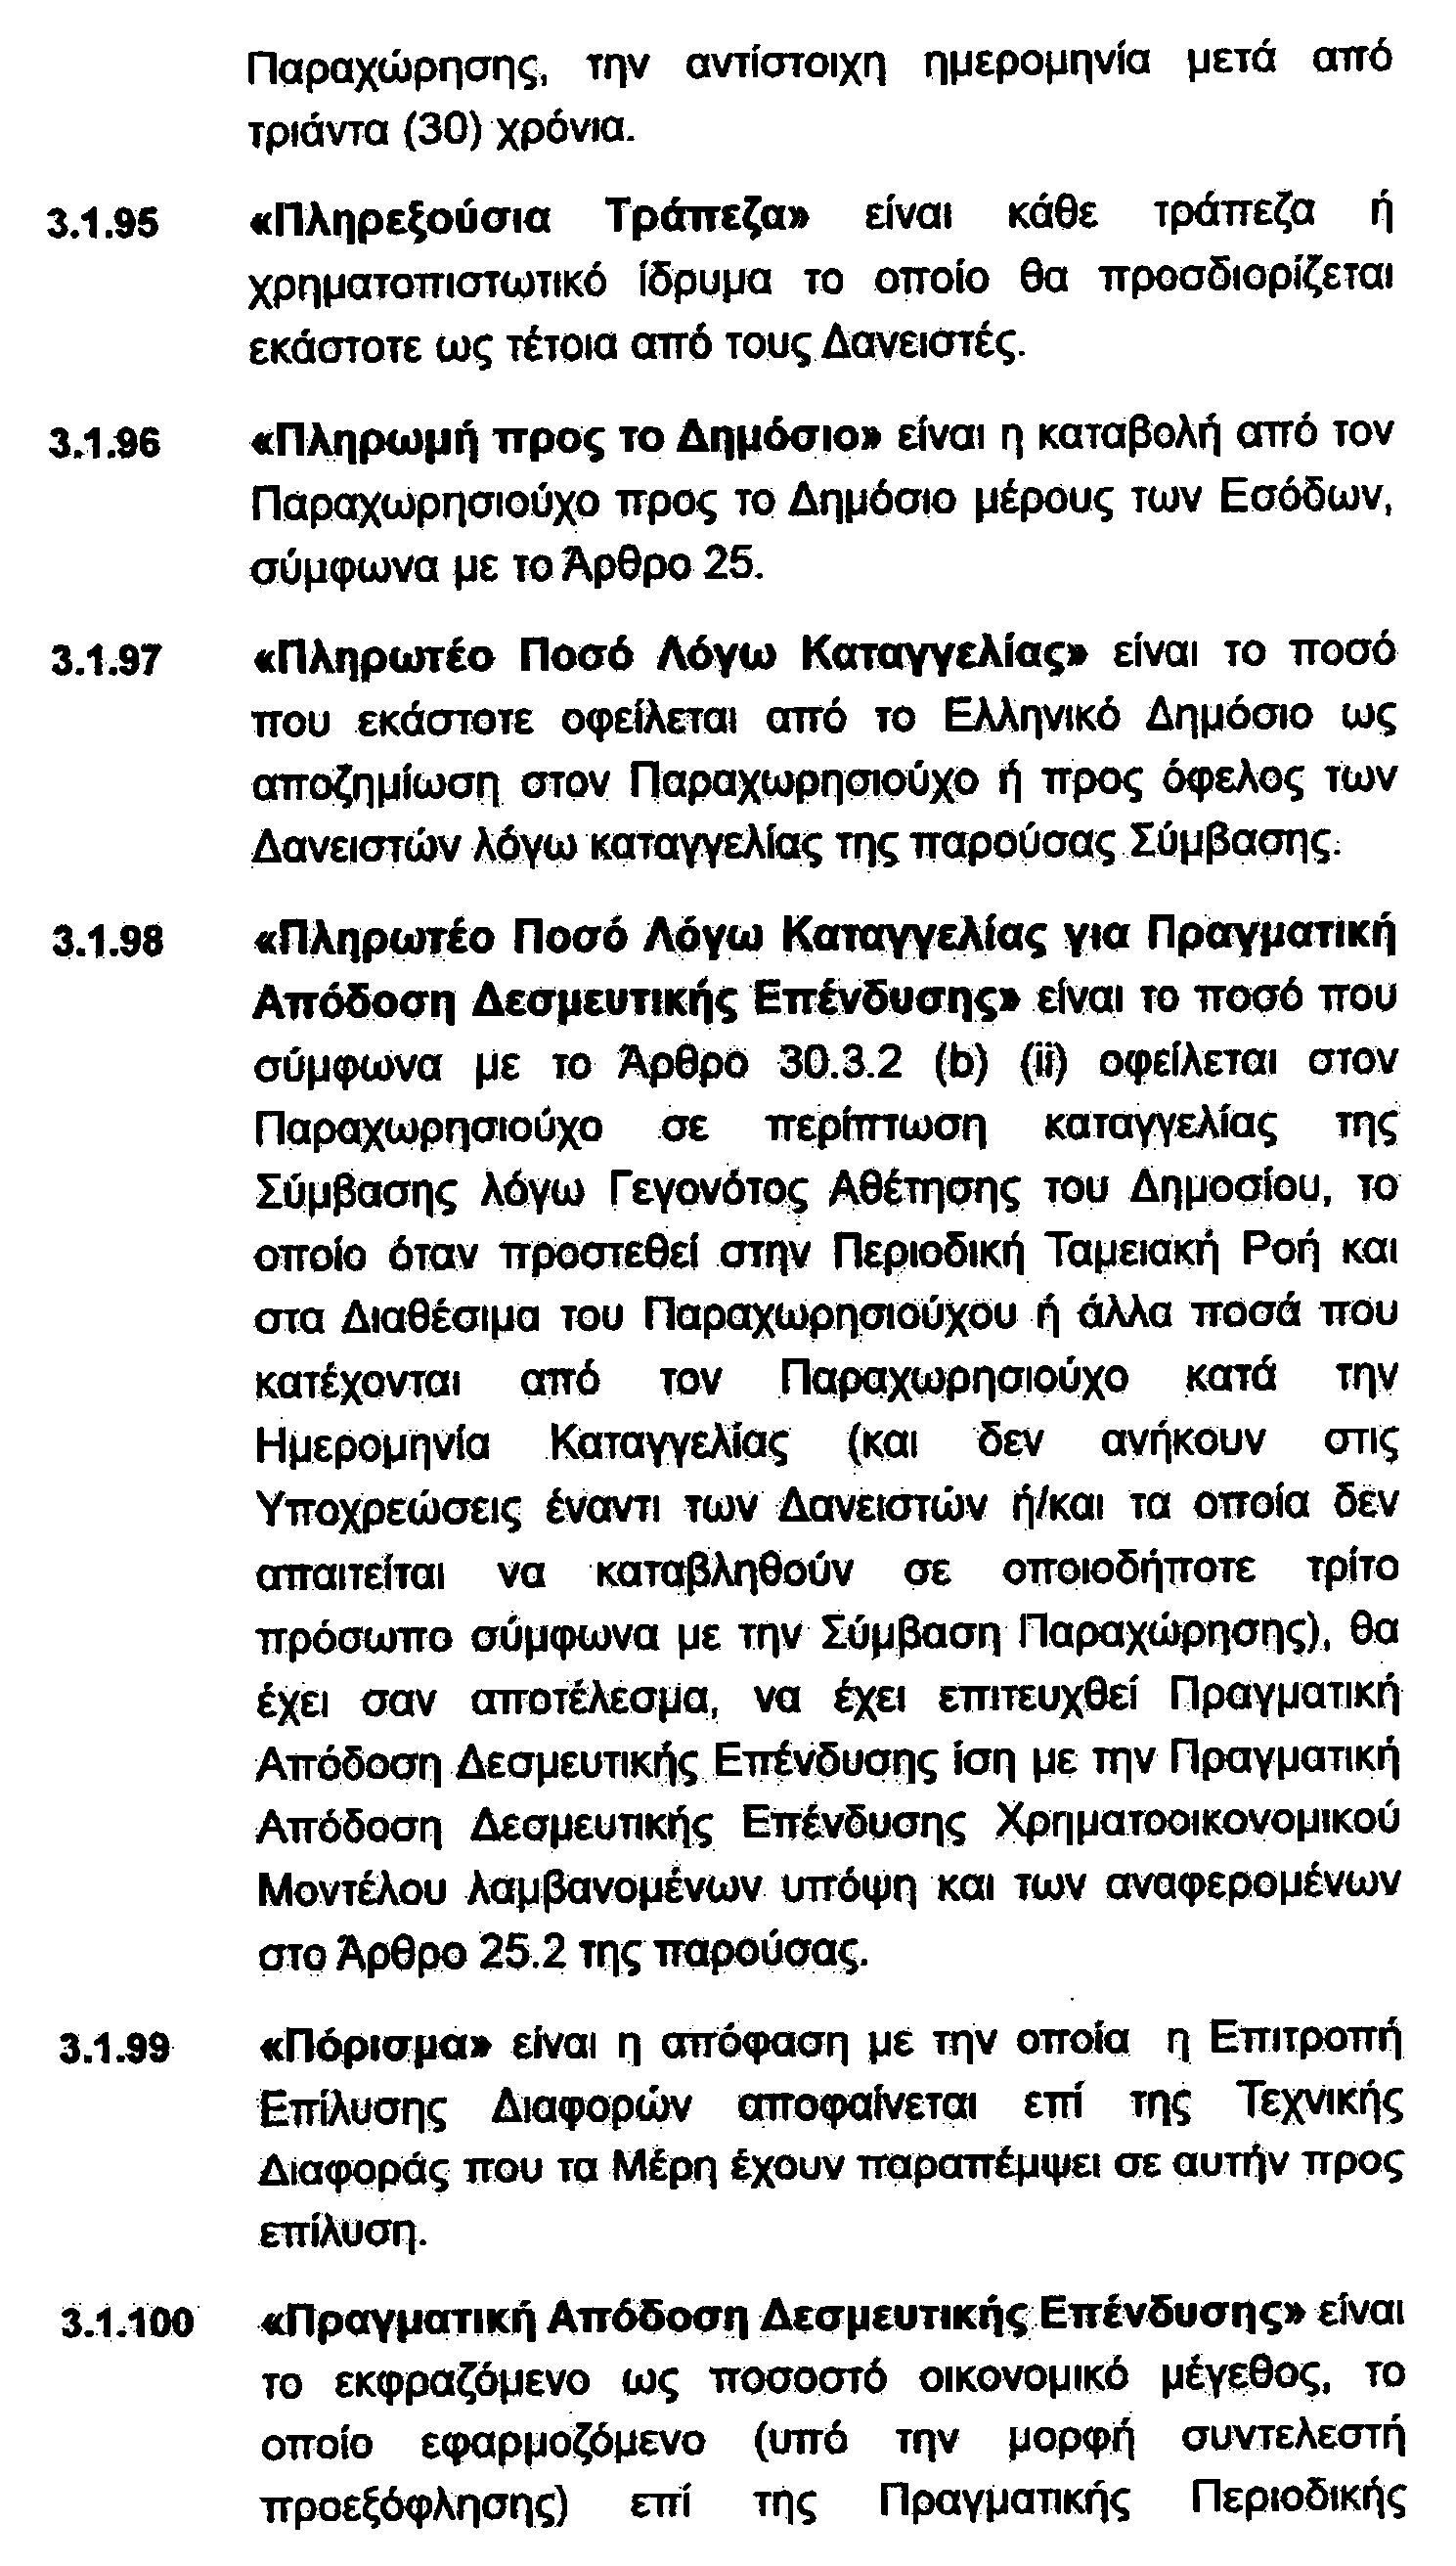 Παραχώρησης, την αντίστοιχη ημερομηνία μετά από
τριάντα (30) χρόνια.
3.1.95 «Πληρεξούσια Τράπεζα» είναι κάθε τράπεζα ή
χρηματοπιστωτικό ίδρυμα το οποίο θα προσδιορίζεται
εκάστοτε ως τέτοια από τους Δανειστές.
3.1.96 «Πληρωμή προς το Δημόσιο» είναι η καταβολή από τον
Παραχωρησιούχο προς το Δημόσιο μέρους των Εσόδων,
σύμφωνα με το Άρθρο 25.
3.1.97 «Πληρωτέο Ποσό Λόγω Καταγγελίας» είναι το ποσό
που εκάστοτε οφείλεται από το Ελληνικό Δημόσιο ως
αποζημίωση στον Παραχωρησιούχο ή προς όφελος των
Δανειστών λόγω καταγγελίας της παρούσας Σύμβασης.
3.1.98 «Πληρωτέο Ποσό Λόγω Καταγγελίας για Πραγματική
Απόδοση Δεσμευτικής Επένδυσης» είναι το ποσό που
σύμφωνα με το Άρθρο 30.3.2 (b) (ii) οφείλεται στον
Παραχωρησιούχο σε περίπτωση καταγγελίας της
Σύμβασης λόγω Γεγονότος Αθέτησης του Δημοσίου, το
οποίο όταν προστεθεί στην Περιοδική Ταμειακή Ροή και
στα Διαθέσιμα του Παραχωρησιούχου ή άλλα ποσά που
κατέχονται από τον Παραχωρησιούχο κατά την
Ημερομηνία Καταγγελίας (και δεν ανήκουν στις
Υποχρεώσεις έναντι των Δανειστών ή/και τα οποία δεν
απαιτείται να καταβληθούν σε οποιοδήποτε τρίτο
πρόσωπο σύμφωνα με την Σύμβαση Παραχώρησης), θα
έχει σαν αποτέλεσμα, να έχει επιτευχθεί Πραγματική
Απόδοση Δεσμευτικής Επένδυσης ίση με την Πραγματική
Απόδοση Δεσμευτικής Επένδυσης Χρηματοοικονομικού
Μοντέλου λαμβανομένων υπόψη και των αναφερομένων
στο Άρθρο 25.2 της παρούσας.
3.1.99 «Πόρισμα» είναι η απόφαση με την οποία η Επιτροπή
Επίλυσης Διαφορών αποφαίνεται επί της Τεχνικής
Διαφοράς που τα Μέρη έχουν παραπέμψει σε αυτήν προς
επίλυση.
3.1.100 «Πραγματική Απόδοση Δεσμευτικής Επένδυσης» είναι
το εκφραζόμενο ως ποσοστό οικονομικό μέγεθος, το
οποίο εφαρμοζόμενο (υπό την μορφή συντελεστή
προεξόφλησης) επί της Πραγματικής Περιοδικής